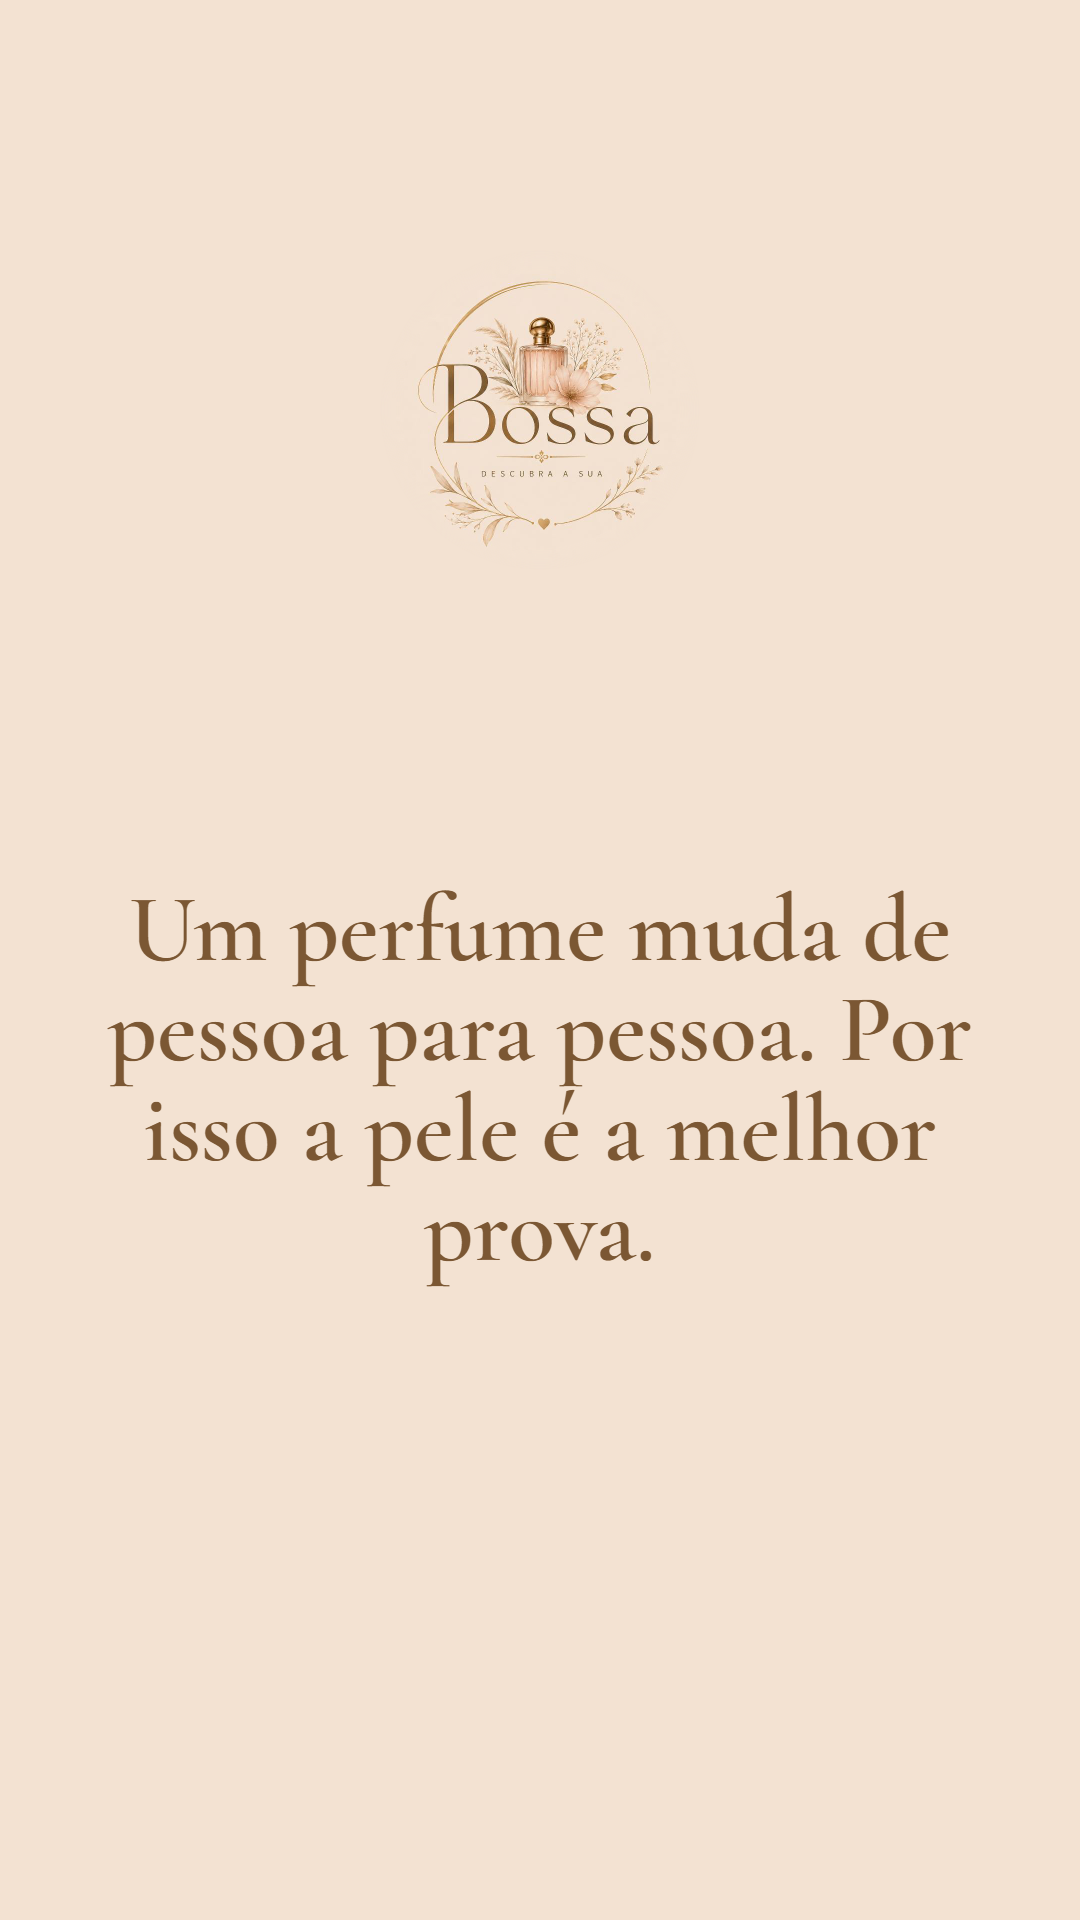 Bossa
DESCUBRA A SUA
Um perfume muda de
pessoa para pessoa. Por
isso a pele é a melhor
prova.